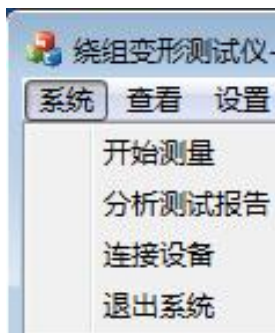 绕组变形测试仪-
系统 查看 设置
开始测量
分析测试报告
连接设备
退出系统